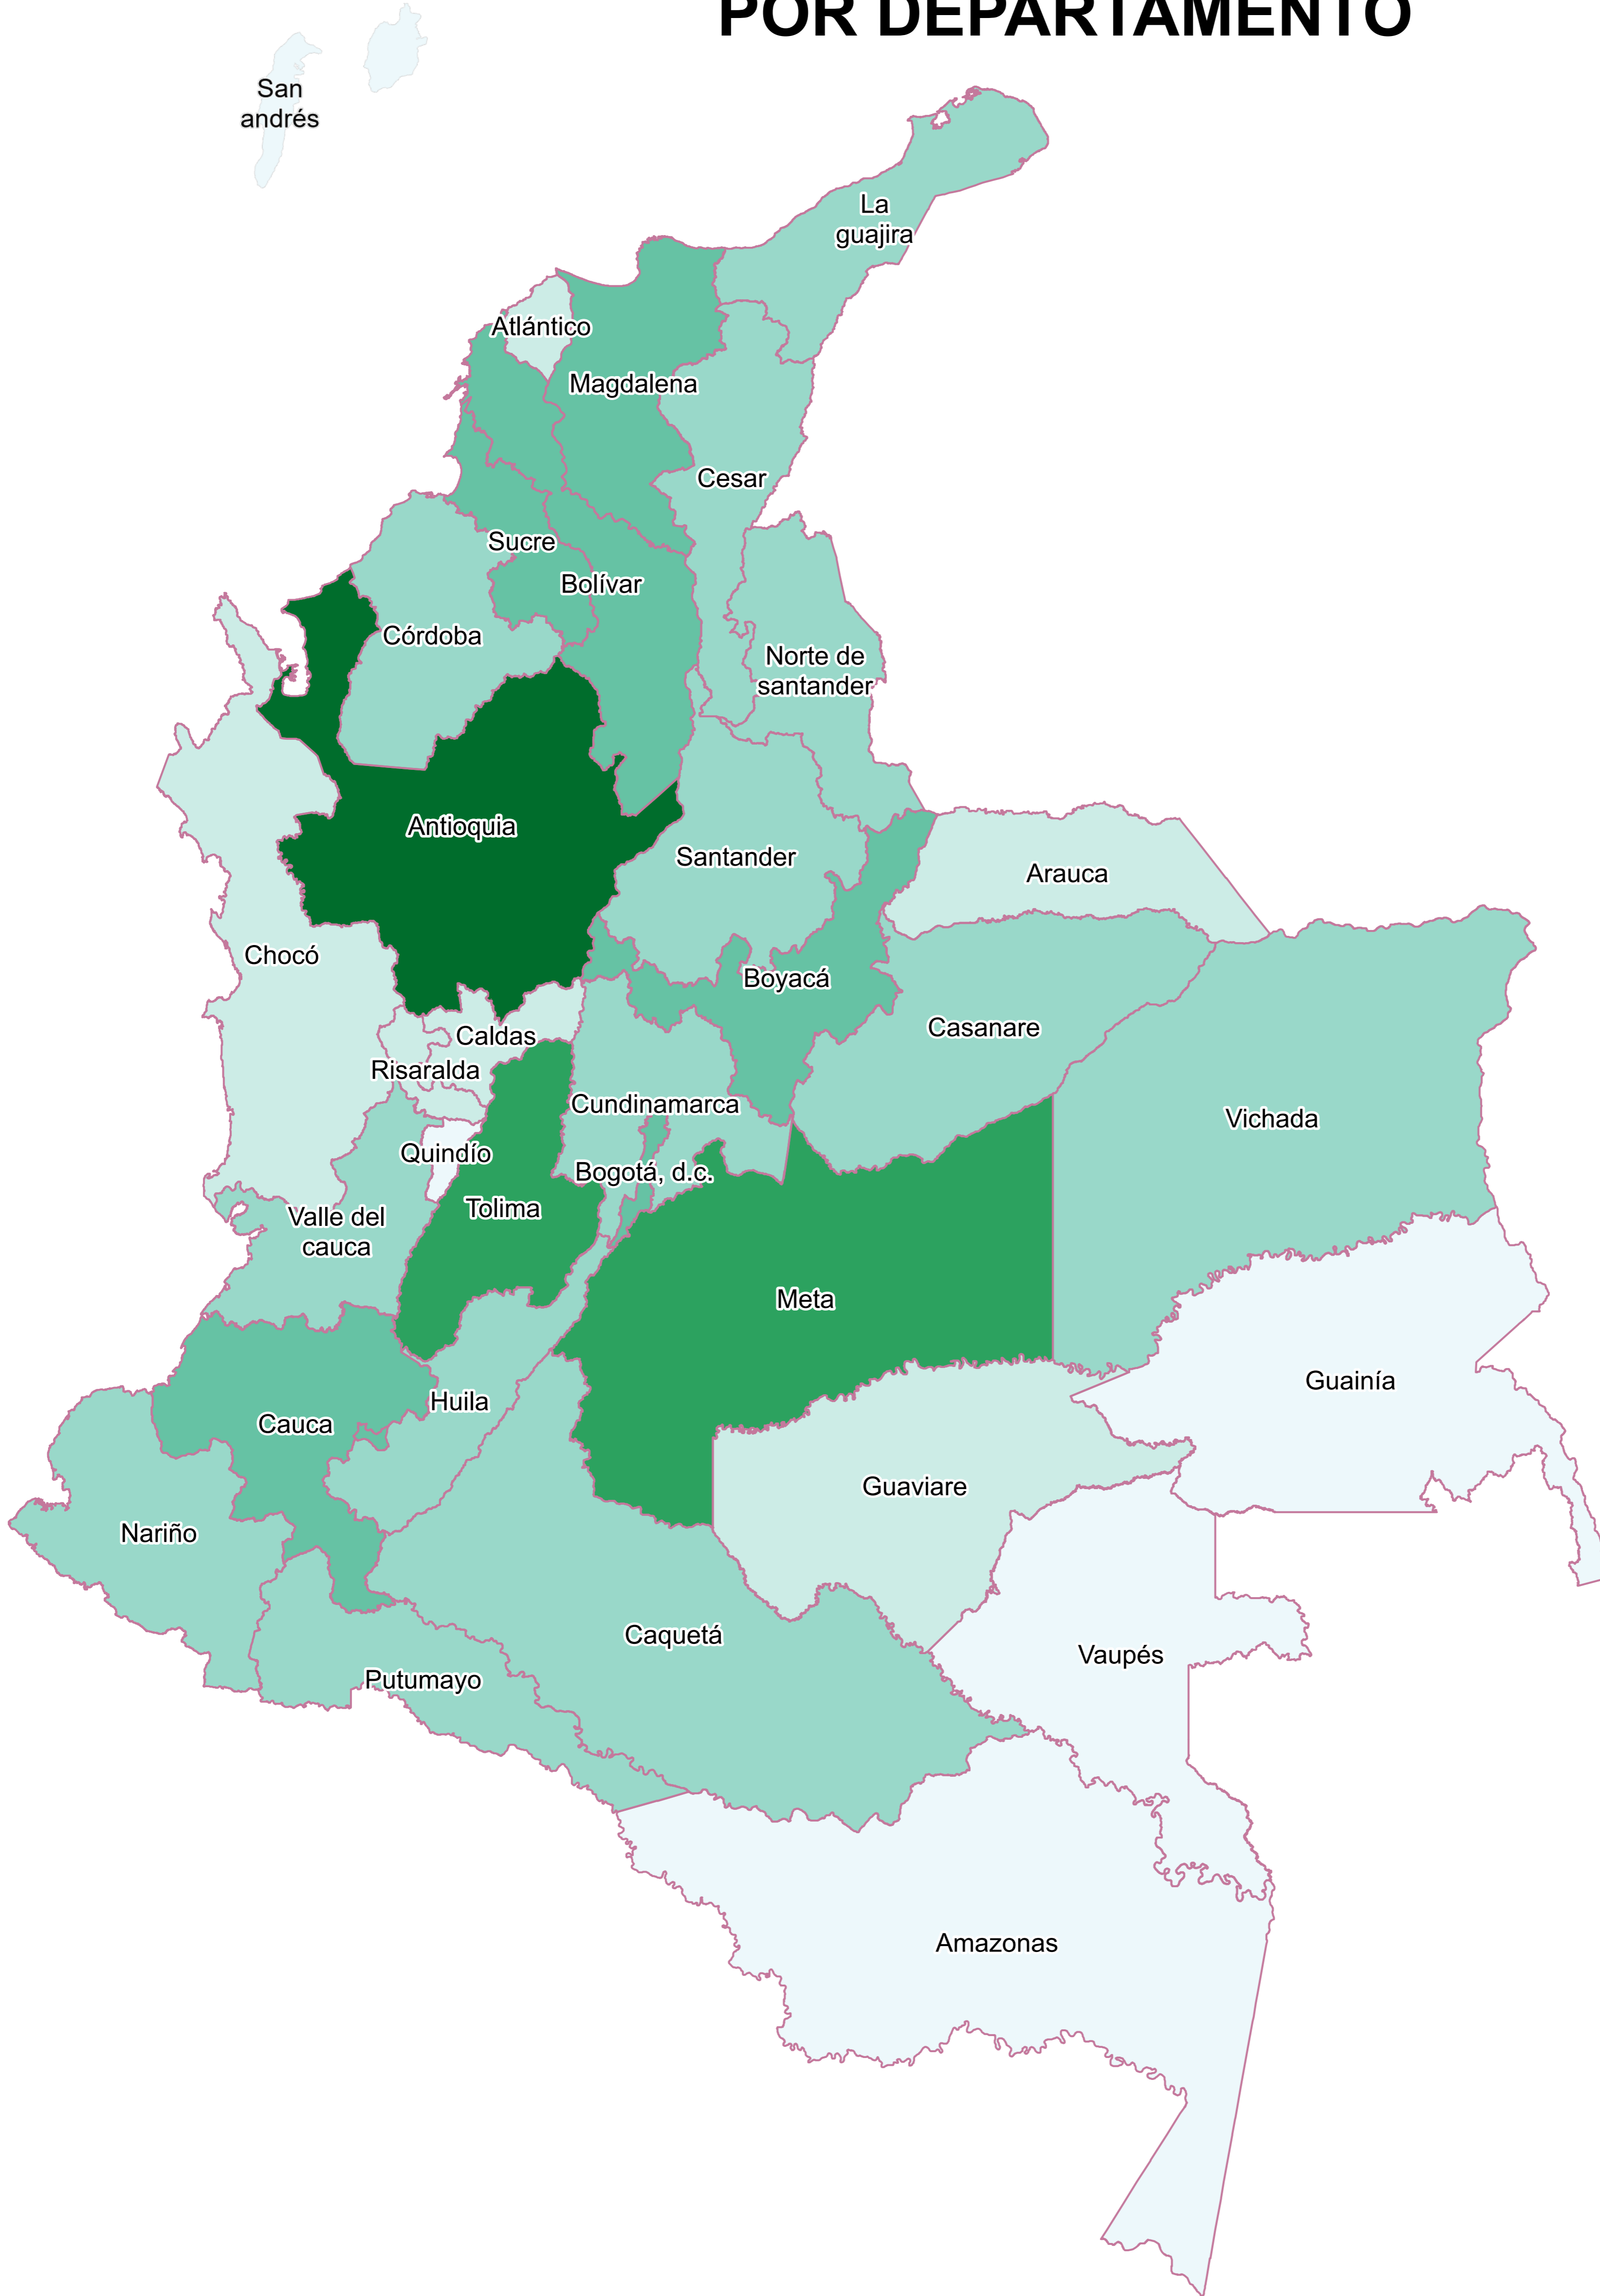 POR DEPARTAMENTO
San
andrés
La
guajira
Atlántico
Magdalena
Cesar
Sucre
Bolívar
Córdoba
Norte de
santander
Antioquia
Santander
Arauca
Chocó
Boyacá
Casanare
Caldas
Risaralda
Cundinamarca
Vichada
Quindío
Bogotá, d.c.
Tolima
Valle del
cauca
Meta
Guainía
Huila
Cauca
Guaviare
Nariño
Caquetá
Vaupés
Putumayo
Amazonas